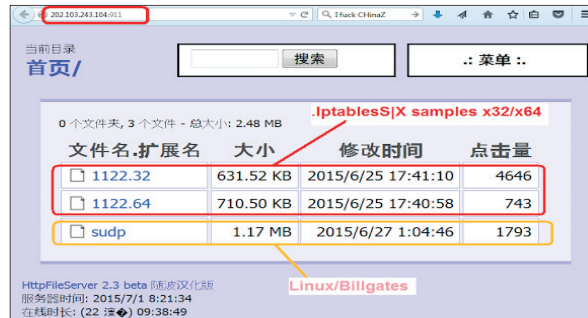 202.103.243.104:911
I fuck CHinaZ
当前目录
首页/
搜索
.: 菜单 :.
0 个文件夹, 3 个文件 - 总大小: 2.48 MB
.IptablesS|X samples x32/x64
文件名.扩展名 大小 修改时间 点击量
1122.32 631.52 KB 2015/6/25 17:41:10 4646
1122.64 710.50 KB 2015/6/25 17:40:58 743
sudp 1.17 MB 2015/6/27 1:04:46 1793
Linux/Billgates
HttpFileServer 2.3 beta 随波汉化版
服务器时间: 2015/7/1 8:21:34
在线时长: (22 ) 09:38:49